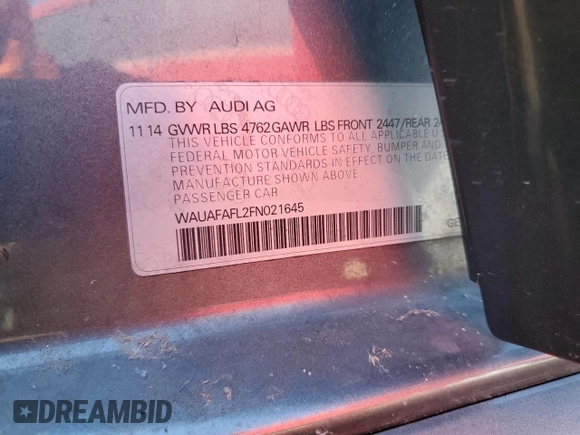 MFD. BY AUDI AG
11 14 GVWR LBS 4762 GAWR LBS FRONT 2447/REAR
THIS VEHICLE CONFORMS TO ALL APPLICABLE
FEDERAL MOTOR VEHICLE SAFETY, BUMPER AND
PREVENTION STANDARDS IN EFFECT ON THE DATE
MANUFACTURE SHOWN ABOVE
PASSENGER CAR
WAUAFAFL2FN021645
DREAMBID